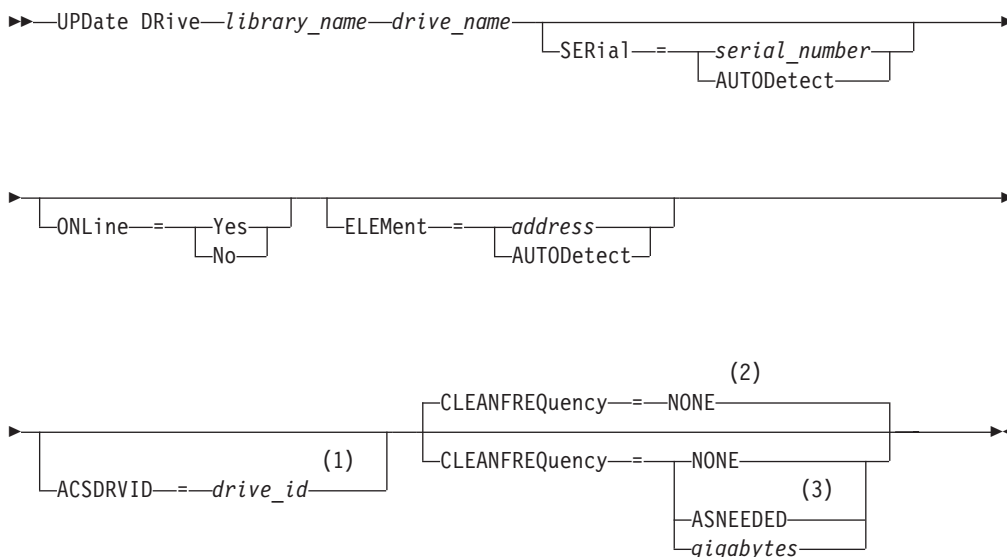 UPDate DRive library_name drive_name
SERial = serial_number
AUTODetect
ONLine = Yes
No
ELEMent = address
AUTODetect
ACSDRVID = drive_id (1)
CLEANFREQuency = NONE (2)
CLEANFREQuency = NONE
ASNEEDED (3)
gigabytes